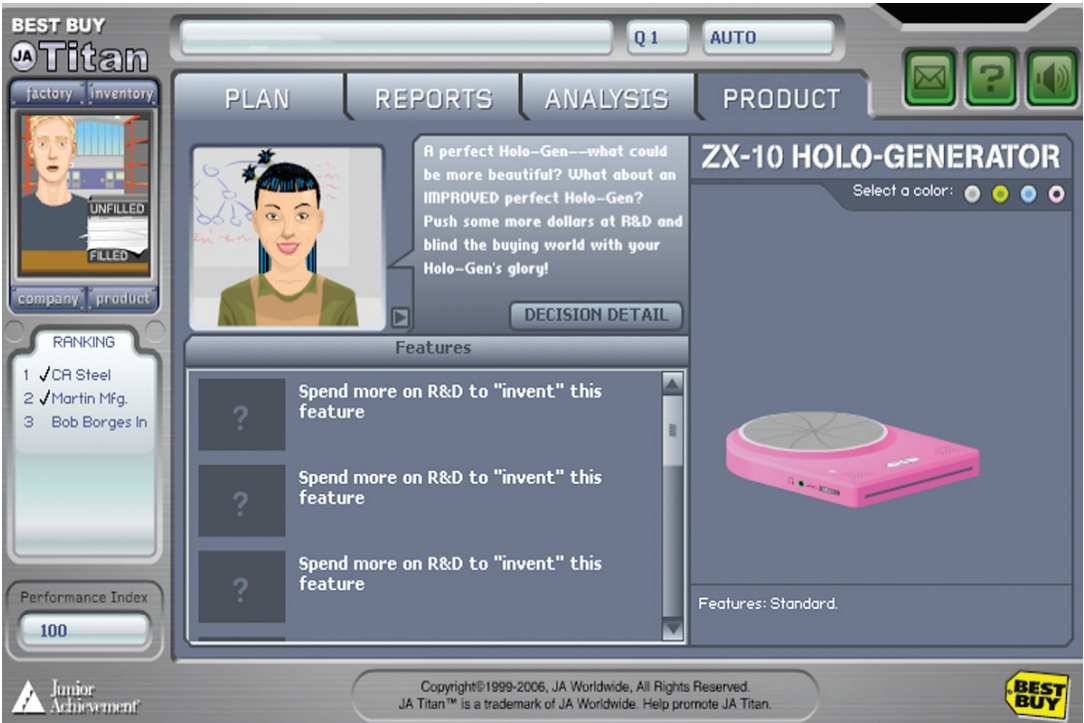 BEST BUY
JA Titan
Q 1
AUTO
factory inventory
PLAN
REPORTS
ANALYSIS
PRODUCT
UNFILLED
FILLED
company product
A perfect Holo-Gen--what could
be more beautiful? What about an
IMPROVED perfect Holo-Gen?
Push some more dollars at R&D and
blind the buying world with your
Holo-Gen's glory!
DECISION DETAIL
ZX-10 HOLO-GENERATOR
Select a color:
RANKING
1 ✓CA Steel
2 ✓Martin Mfg.
3 Bob Borges In
Features
? Spend more on R&D to "invent" this
feature
? Spend more on R&D to "invent" this
feature
? Spend more on R&D to "invent" this
feature
Features: Standard.
Performance Index
100
Junior
Achievement
Copyright©1999-2006, JA Worldwide, All Rights Reserved.
JA Titan™ is a trademark of JA Worldwide. Help promote JA Titan.
BEST
BUY